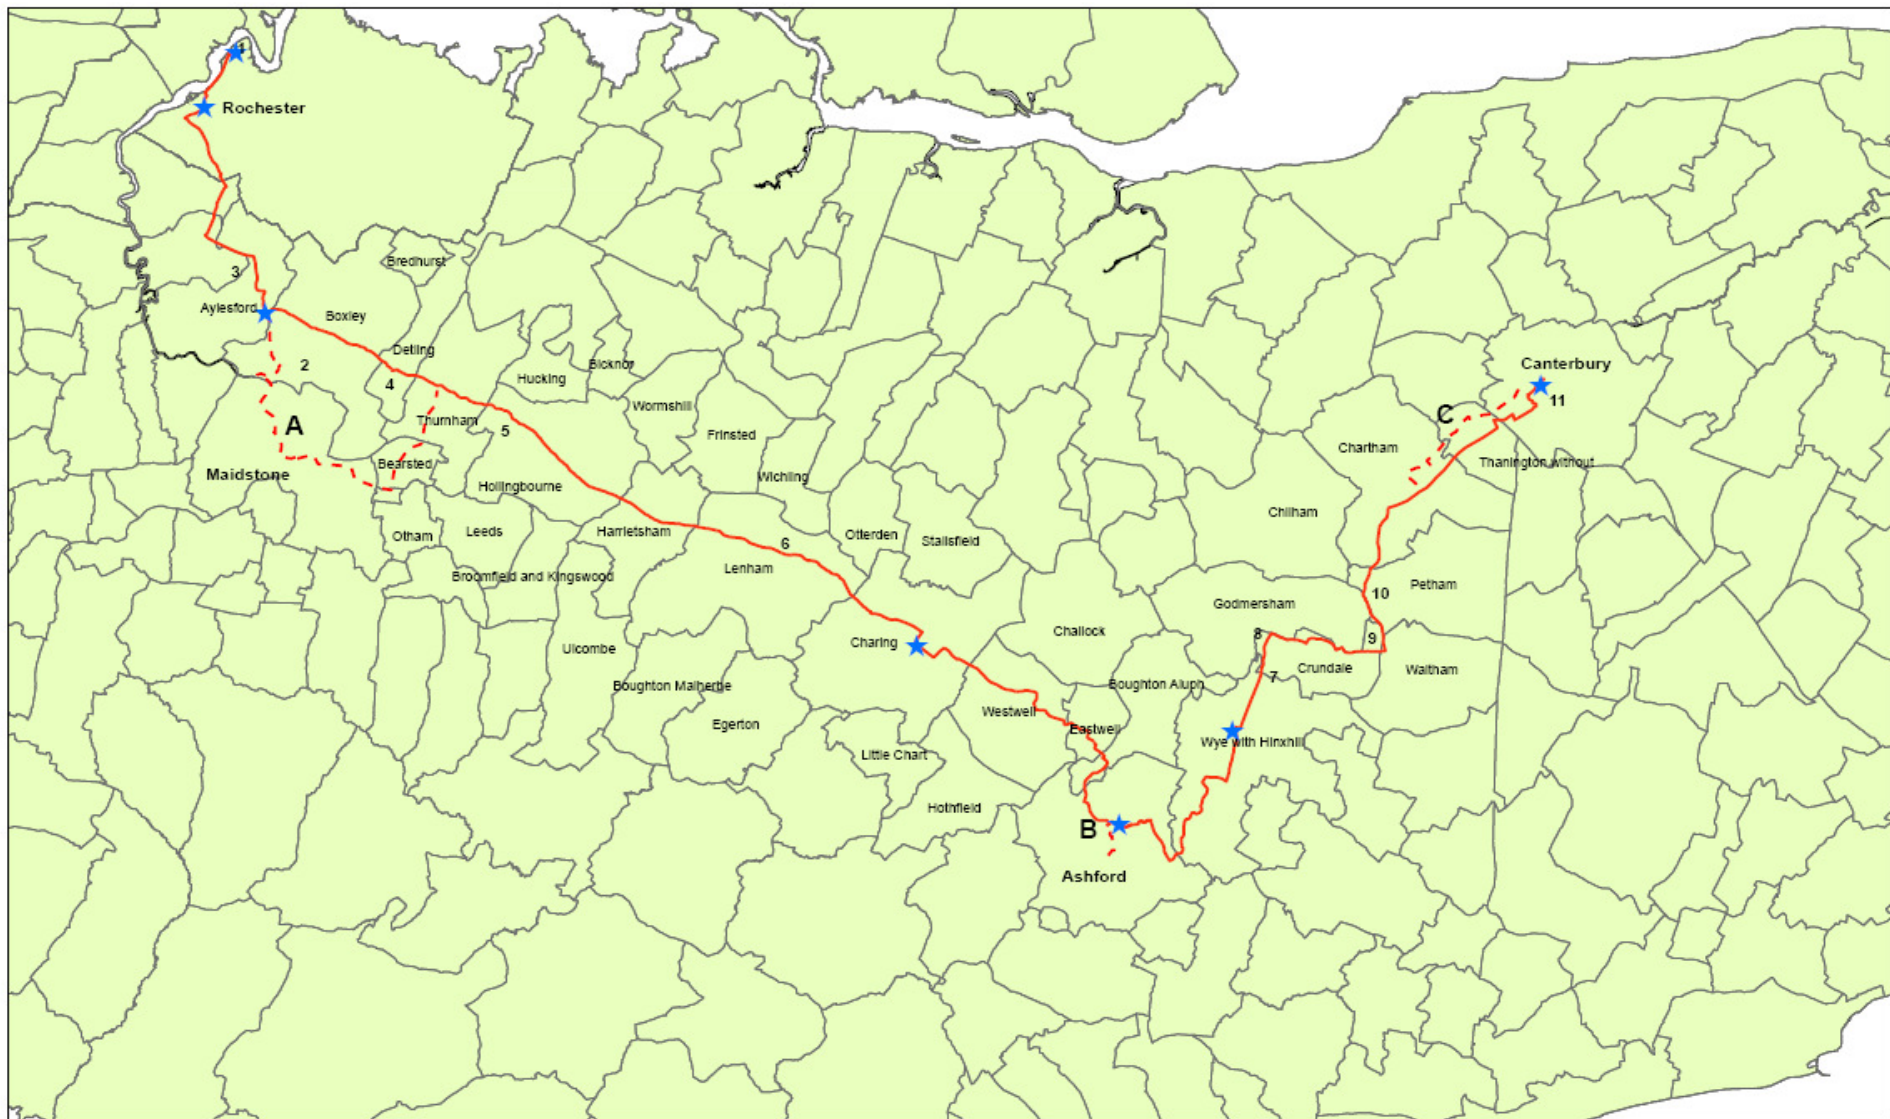 1
Rochester
Bredhurst
3
Aylesford
Boxley
Detling
2
4
Hucking
Bicknor
Canterbury
11
Thurnham
5
Wormshill
A
C
Frinsted
Chartham
Bearsted
Maidstone
Wichling
Thanington without
Hollingbourne
Chilham
Otham
Leeds
Harrietsham
6
Otterden
Stalisfield
Lenham
Broomfield and Kingswood
Petham
10
Godmersham
Challock
8
9
Charing
Ulcombe
Crundale
Waltham
7
Boughton Malherbe
Boughton Aluph
Westwell
Egerton
Eastwell
Wye with Hinxhill
Little Chart
Hothfield
B
Ashford